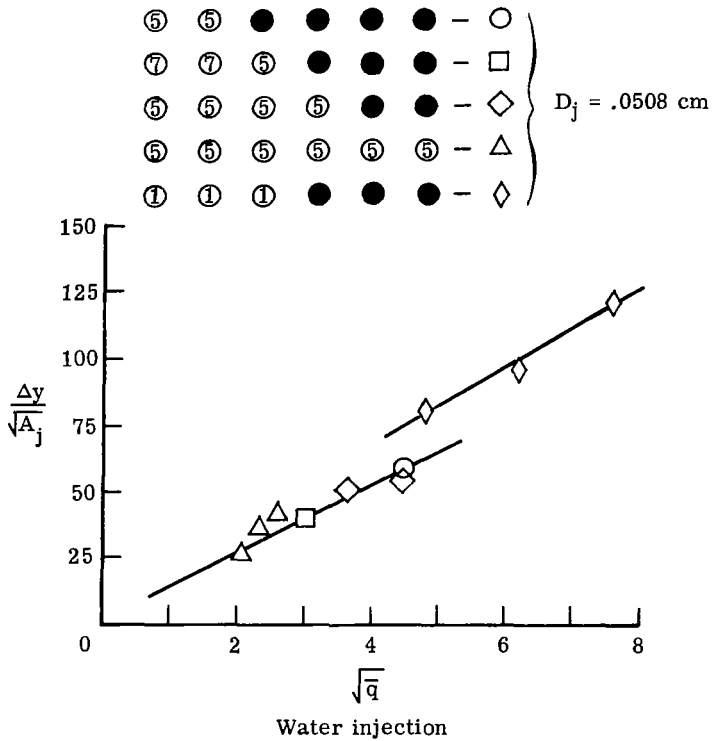 ⑤ ⑤ ● ● ● ● – ○
⑦ ⑦ ⑤ ● ● ● – □
⑤ ⑤ ⑤ ⑤ ● ● – ◇
⑤ ⑤ ⑤ ⑤ ⑤ ⑤ – △
① ① ① ● ● ● – ◊
D_j = .0508 cm
150
125
100
75
50
25
Δy/√A_j
0 2 4 6 8
√q̅
Water injection